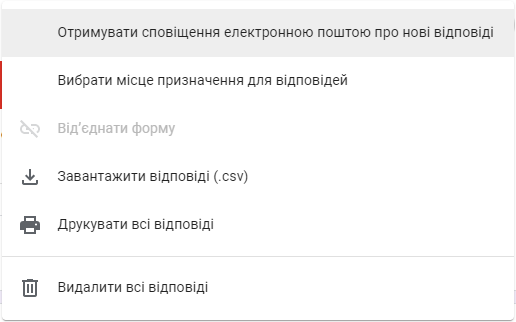 Отримувати сповіщення електронною поштою про нові відповіді
Вибрати місце призначення для відповідей
Від’єднати форму
Завантажити відповіді (.csv)
Друкувати всі відповіді
Видалити всі відповіді